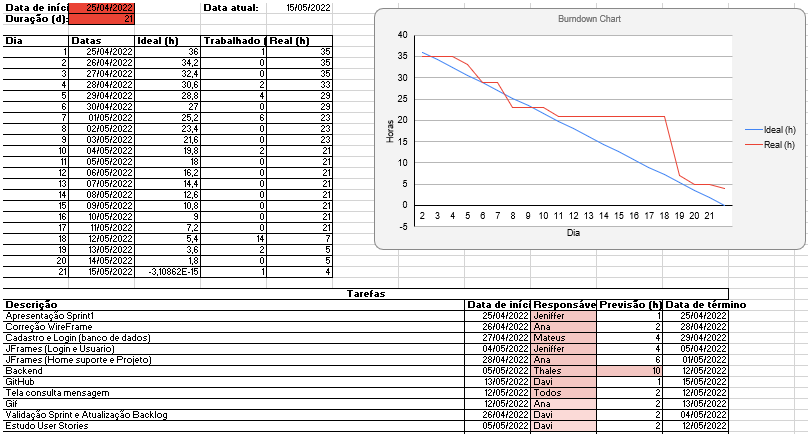 Data de iníci 25/04/2022 Data atual: 15/05/2022
Duração (d): 21
Dia Datas Ideal (h) Trabalhado Real (h)
1 25/04/2022 36 1 35
2 26/04/2022 34,2 0 35
3 27/04/2022 32,4 0 35
4 28/04/2022 30,6 2 33
5 29/04/2022 28,8 4 29
6 30/04/2022 27 0 29
7 01/05/2022 25,2 6 23
8 02/05/2022 23,4 0 23
9 03/05/2022 21,6 0 23
10 04/05/2022 19,8 2 21
11 05/05/2022 18 0 21
12 06/05/2022 16,2 0 21
13 07/05/2022 14,4 0 21
14 08/05/2022 12,6 0 21
15 09/05/2022 10,8 0 21
16 10/05/2022 9 0 21
17 11/05/2022 7,2 0 21
18 12/05/2022 5,4 14 7
19 13/05/2022 3,6 2 5
20 14/05/2022 1,8 0 5
21 15/05/2022 -3,10862E-15 1 4
Burndown Chart
40
35
30
25
20
15
10
5
0
-5
Horas
2 3 4 5 6 7 8 9 10 11 12 13 14 15 16 17 18 19 20 21
Dia
Ideal (h)
Real (h)
Tarefas
Descrição Data de iníci Responsáve Previsão (h) Data de término
Apresentação Sprint1 25/04/2022 Jeniffer 1 25/04/2022
Correção WireFrame 26/04/2022 Ana 2 28/04/2022
Cadastro e Login (banco de dados) 27/04/2022 Mateus 4 29/04/2022
JFrames (Login e Usuario) 04/05/2022 Jeniffer 4 05/04/2022
JFrames (Home suporte e Projeto) 28/04/2022 Ana 6 01/05/2022
Backend 05/05/2022 Thales 10 12/05/2022
GitHub 13/05/2022 Davi 1 15/05/2022
Tela consulta mensagem 12/05/2022 Todos 2 12/05/2022
Gif 12/05/2022 Ana 2 13/05/2022
Validação Sprint e Atualização Backlog 26/04/2022 Davi 2 04/05/2022
Estudo User Stories 05/05/2022 Davi 2 12/05/2022